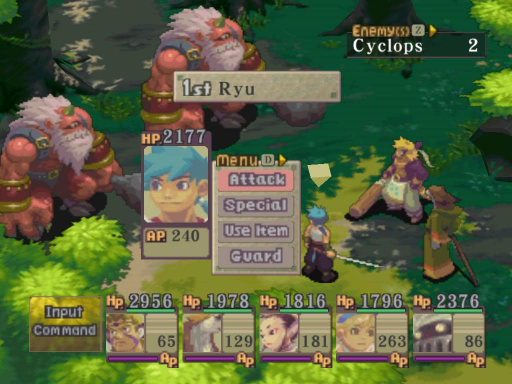 Enemy(s) Z
Cyclops 2
1st Ryu
HP.2177
AP. 240
Menu D
Attack
Special
Use Item
Guard
Input
Command
Hp 2956 Hp 1978 Hp 1816 Hp 1796 Hp 2376
65 129 181 263 86
Ap Ap Ap Ap Ap